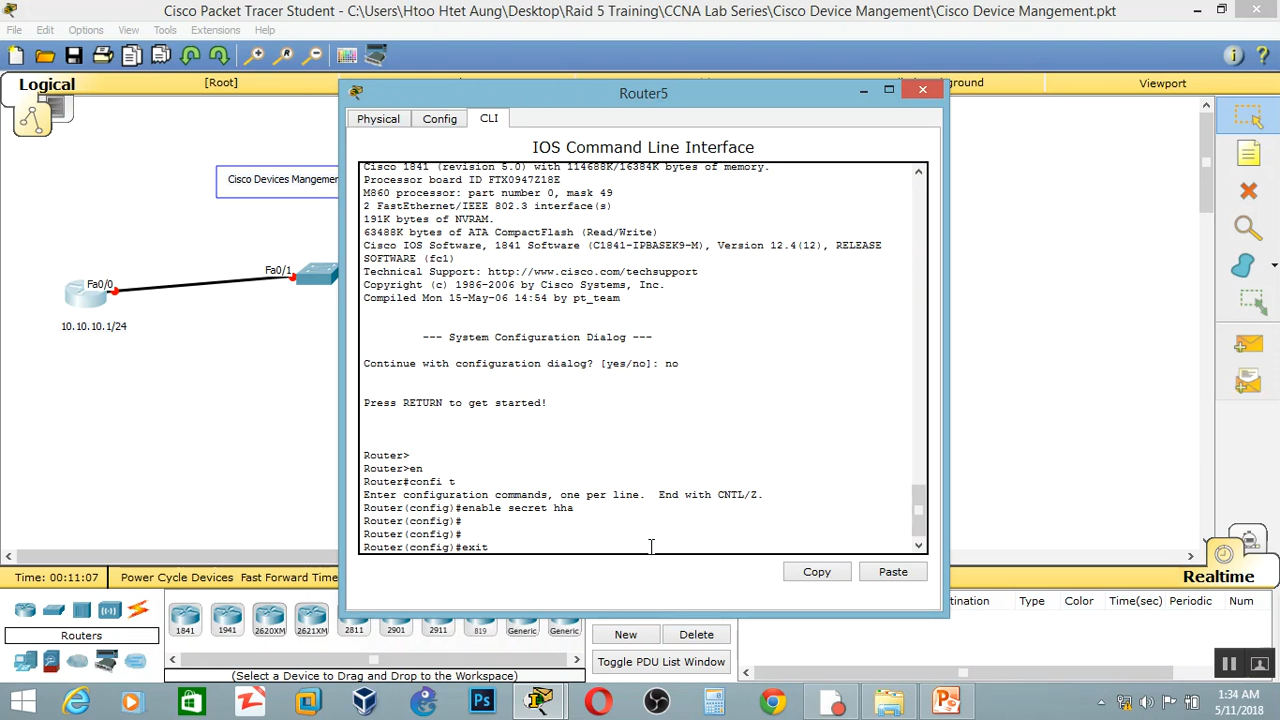 Cisco Packet Tracer Student - C:\Users\Htoo Htet Aung\Desktop\Raid 5 Training\CCNA Lab Series\Cisco Device Mangement\Cisco Device Mangement.pkt
File Edit Options View Tools Extensions Help
Logical
[Root]
Viewport
Router5
Physical Config CLI
IOS Command Line Interface
Cisco 1841 (revision 5.0) with 114688K/16384K bytes of memory.
Processor board ID FTX0947Z18E
M860 processor: part number 0, mask 49
2 FastEthernet/IEEE 802.3 interface(s)
191K bytes of NVRAM.
63488K bytes of ATA CompactFlash (Read/Write)
Cisco IOS Software, 1841 Software (C1841-IPBASEK9-M), Version 12.4(12), RELEASE
SOFTWARE (fc1)
Technical Support: http://www.cisco.com/techsupport
Copyright (c) 1986-2006 by Cisco Systems, Inc.
Compiled Mon 15-May-06 14:54 by pt_team
--- System Configuration Dialog ---
Continue with configuration dialog? [yes/no]: no
Press RETURN to get started!
Router>
Router>en
Router#confi t
Enter configuration commands, one per line. End with CNTL/Z.
Router(config)#enable secret hha
Router(config)#
Router(config)#
Router(config)#exit
Copy Paste
Cisco Devices Mangemen
Fa0/1
Fa0/0
10.10.10.1/24
Time: 00:11:07 Power Cycle Devices Fast Forward Time
Realtime
Routers
1841 1941 2620XM 2621XM 2811 2901 2911 819 Generic Generic
(Select a Device to Drag and Drop to the Workspace)
New Delete
Toggle PDU List Window
tination Type Color Time(sec) Periodic Num
1:34 AM
5/11/2018